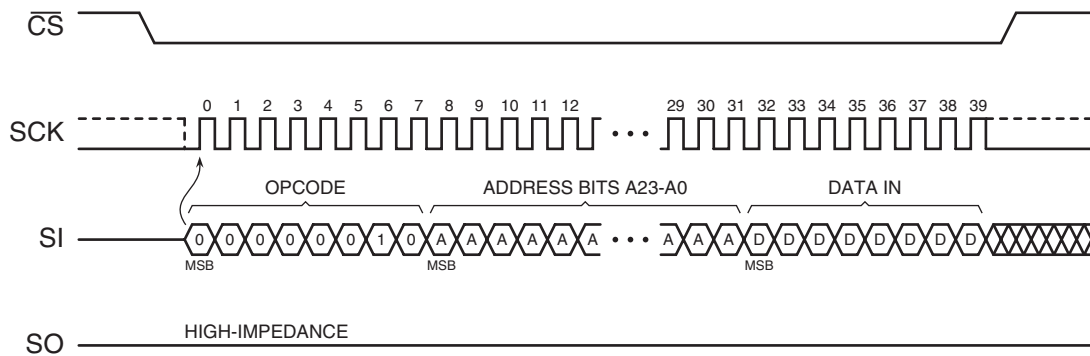 CS
0 1 2 3 4 5 6 7 8 9 10 11 12 29 30 31 32 33 34 35 36 37 38 39
SCK
OPCODE ADDRESS BITS A23-A0 DATA IN
SI 0 0 0 0 0 0 1 0 A A A A A A A A A D D D D D D D D
MSB MSB MSB
HIGH-IMPEDANCE
SO